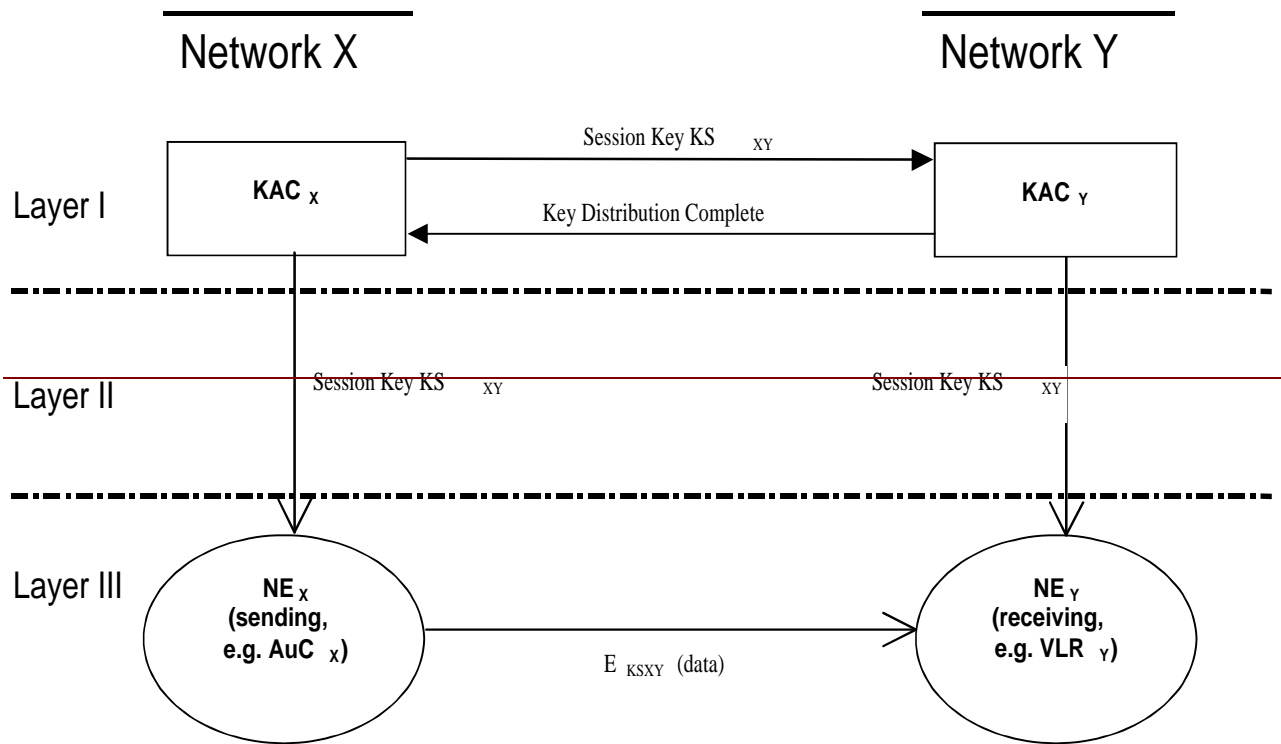 Network X
Network Y
Session Key KS XY
KAC X
KAC Y
Layer I
Key Distribution Complete
Session Key KS XY
Session Key KS XY
Layer II
Layer III
NE X
(sending,
e.g. AuC X)
NE Y
(receiving,
e.g. VLR Y)
E KSXY (data)